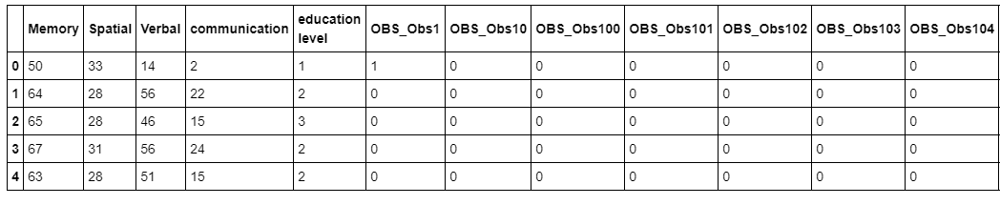 Memory Spatial Verbal communication education level OBS_Obs1 OBS_Obs10 OBS_Obs100 OBS_Obs101 OBS_Obs102 OBS_Obs103 OBS_Obs104
0 50 33 14 2 1 1 0 0 0 0 0 0
1 64 28 56 22 2 0 0 0 0 0 0 0
2 65 28 46 15 3 0 0 0 0 0 0 0
3 67 31 56 24 2 0 0 0 0 0 0 0
4 63 28 51 15 2 0 0 0 0 0 0 0